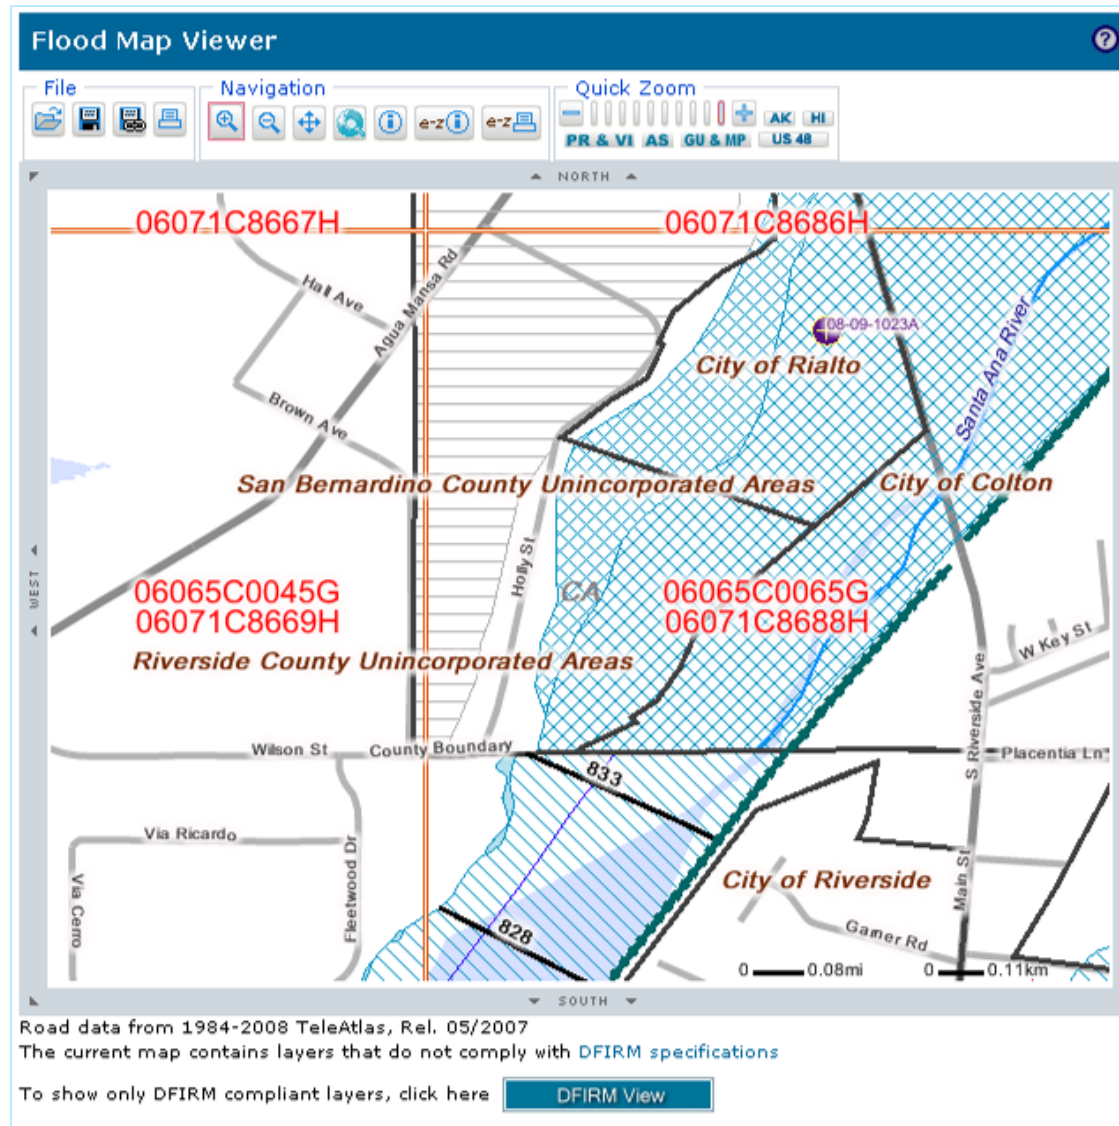 Flood Map Viewer
?
File
Navigation
Quick Zoom
e-z
e-z
AK HI
PR & VI AS GU & MP US 48
NORTH
06071C8667H
06071C8686H
Hall Ave
Agua Mansa Rd
08-09-1023A
City of Rialto
Santa Ana River
Brown Ave
San Bernardino County Unincorporated Areas
City of Colton
WEST
Holly St
CA
06065C0045G
06071C8669H
06065C0065G
06071C8688H
Riverside County Unincorporated Areas
W Key St
S Riverside Ave
Wilson St
County Boundary
Placentia Ln
833
Via Ricardo
Via Cerro
Fleetwood Dr
City of Riverside
Main St
828
Garner Rd
0 0.08mi 0 0.11km
SOUTH
Road data from 1984-2008 TeleAtlas, Rel. 05/2007
The current map contains layers that do not comply with DFIRM specifications
To show only DFIRM compliant layers, click here DFIRM View